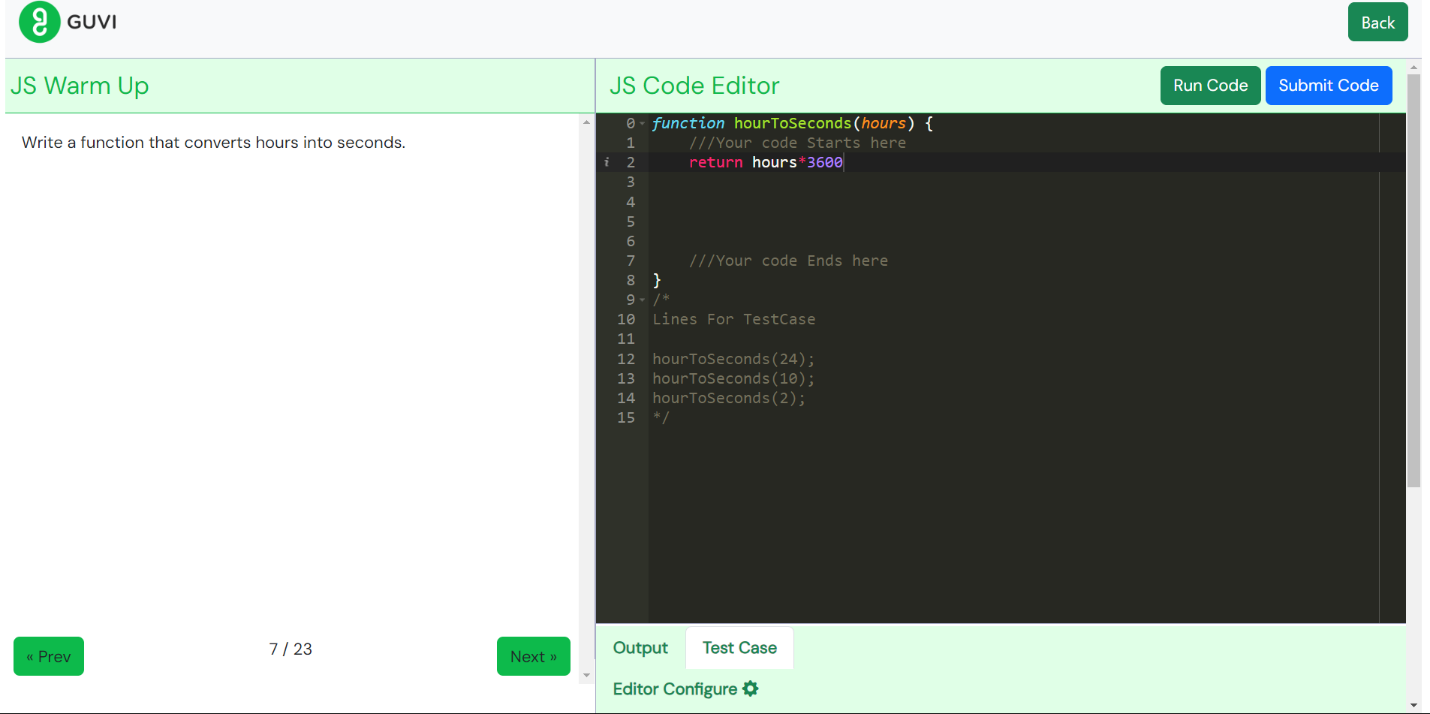 GUVI
Back
JS Warm Up
Write a function that converts hours into seconds.
« Prev
7 / 23
Next »
JS Code Editor
Run Code
Submit Code
0 function hourToSeconds(hours) {
1 ///Your code Starts here
i 2 return hours*3600
3
4
5
6
7 ///Your code Ends here
8 }
9 /*
10 Lines For TestCase
11
12 hourToSeconds(24);
13 hourToSeconds(10);
14 hourToSeconds(2);
15 */
Output
Test Case
Editor Configure